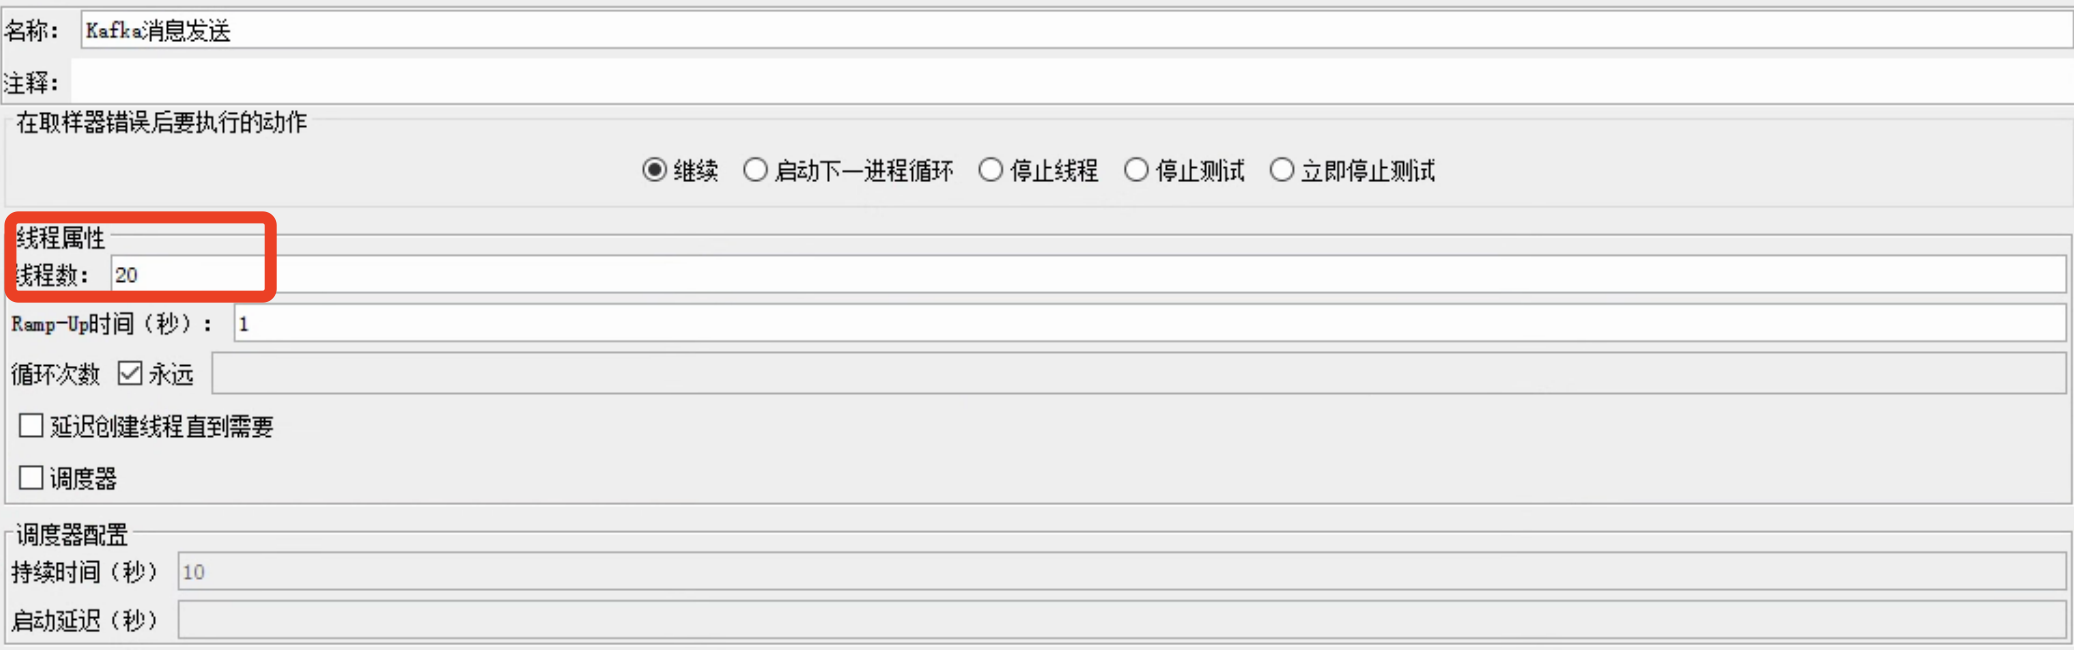 名称： Kafka消息发送
注释：
在取样器错误后要执行的动作
继续 启动下一进程循环 停止线程 停止测试 立即停止测试
线程属性
线程数： 20
Ramp-Up时间（秒）： 1
循环次数 永远
延迟创建线程直到需要
调度器
调度器配置
持续时间（秒） 10
启动延迟（秒）